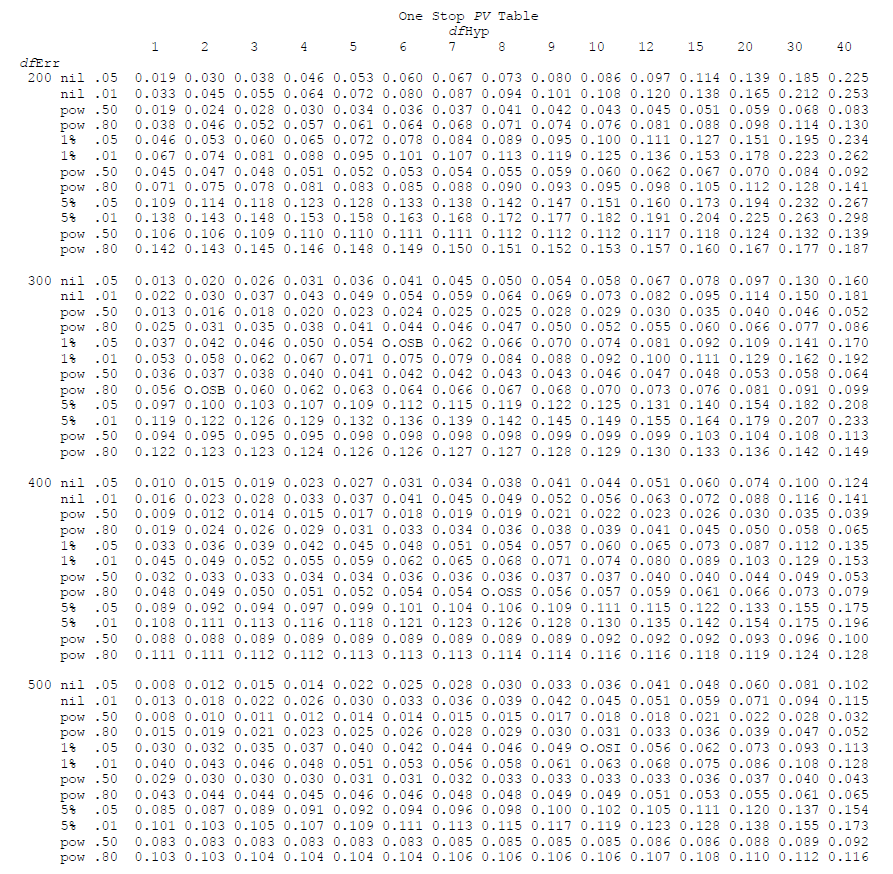 One Stop PV Table
dfHyp
1 2 3 4 5 6 7 8 9 10 12 15 20 30 40
dfErr
200 nil .05 0.019 0.030 0.038 0.046 0.053 0.060 0.067 0.073 0.080 0.086 0.097 0.114 0.139 0.185 0.225
nil .01 0.033 0.045 0.055 0.064 0.072 0.080 0.087 0.094 0.101 0.108 0.120 0.138 0.165 0.212 0.253
pow .50 0.019 0.024 0.028 0.030 0.034 0.036 0.037 0.041 0.042 0.043 0.045 0.051 0.059 0.068 0.083
pow .80 0.038 0.046 0.052 0.057 0.061 0.064 0.068 0.071 0.074 0.076 0.081 0.088 0.098 0.114 0.130
1% .05 0.046 0.053 0.060 0.065 0.072 0.078 0.084 0.089 0.095 0.100 0.111 0.127 0.151 0.195 0.234
1% .01 0.067 0.074 0.081 0.088 0.095 0.101 0.107 0.113 0.119 0.125 0.136 0.153 0.178 0.223 0.262
pow .50 0.045 0.047 0.048 0.051 0.052 0.053 0.054 0.055 0.059 0.060 0.062 0.067 0.070 0.084 0.092
pow .80 0.071 0.075 0.078 0.081 0.083 0.085 0.088 0.090 0.093 0.095 0.098 0.105 0.112 0.128 0.141
5% .05 0.109 0.114 0.118 0.123 0.128 0.133 0.138 0.142 0.147 0.151 0.160 0.173 0.194 0.232 0.267
5% .01 0.138 0.143 0.148 0.153 0.158 0.163 0.168 0.172 0.177 0.182 0.191 0.204 0.225 0.263 0.298
pow .50 0.106 0.106 0.109 0.110 0.110 0.111 0.111 0.112 0.112 0.112 0.117 0.118 0.124 0.132 0.139
pow .80 0.142 0.143 0.145 0.146 0.148 0.149 0.150 0.151 0.152 0.153 0.157 0.160 0.167 0.177 0.187
300 nil .05 0.013 0.020 0.026 0.031 0.036 0.041 0.045 0.050 0.054 0.058 0.067 0.078 0.097 0.130 0.160
nil .01 0.022 0.030 0.037 0.043 0.049 0.054 0.059 0.064 0.069 0.073 0.082 0.095 0.114 0.150 0.181
pow .50 0.013 0.016 0.018 0.020 0.023 0.024 0.025 0.025 0.028 0.029 0.030 0.035 0.040 0.046 0.052
pow .80 0.025 0.031 0.035 0.038 0.041 0.044 0.046 0.047 0.050 0.052 0.055 0.060 0.066 0.077 0.086
1% .05 0.037 0.042 0.046 0.050 0.054 O.OSB 0.062 0.066 0.070 0.074 0.081 0.092 0.109 0.141 0.170
1% .01 0.053 0.058 0.062 0.067 0.071 0.075 0.079 0.084 0.088 0.092 0.100 0.111 0.129 0.162 0.192
pow .50 0.036 0.037 0.038 0.040 0.041 0.042 0.042 0.043 0.043 0.046 0.047 0.048 0.053 0.058 0.064
pow .80 0.056 O.OSB 0.060 0.062 0.063 0.064 0.066 0.067 0.068 0.070 0.073 0.076 0.081 0.091 0.099
5% .05 0.097 0.100 0.103 0.107 0.109 0.112 0.115 0.119 0.122 0.125 0.131 0.140 0.154 0.182 0.208
5% .01 0.119 0.122 0.126 0.129 0.132 0.136 0.139 0.142 0.145 0.149 0.155 0.164 0.179 0.207 0.233
pow .50 0.094 0.095 0.095 0.095 0.098 0.098 0.098 0.098 0.099 0.099 0.099 0.103 0.104 0.108 0.113
pow .80 0.122 0.123 0.123 0.124 0.126 0.126 0.127 0.127 0.128 0.129 0.130 0.133 0.136 0.142 0.149
400 nil .05 0.010 0.015 0.019 0.023 0.027 0.031 0.034 0.038 0.041 0.044 0.051 0.060 0.074 0.100 0.124
nil .01 0.016 0.023 0.028 0.033 0.037 0.041 0.045 0.049 0.052 0.056 0.063 0.072 0.088 0.116 0.141
pow .50 0.009 0.012 0.014 0.015 0.017 0.018 0.019 0.019 0.021 0.022 0.023 0.026 0.030 0.035 0.039
pow .80 0.019 0.024 0.026 0.029 0.031 0.033 0.034 0.036 0.038 0.039 0.041 0.045 0.050 0.058 0.065
1% .05 0.033 0.036 0.039 0.042 0.045 0.048 0.051 0.054 0.057 0.060 0.065 0.073 0.087 0.112 0.135
1% .01 0.045 0.049 0.052 0.055 0.059 0.062 0.065 0.068 0.071 0.074 0.080 0.089 0.103 0.129 0.153
pow .50 0.032 0.033 0.033 0.034 0.034 0.036 0.036 0.036 0.037 0.037 0.040 0.040 0.044 0.049 0.053
pow .80 0.048 0.049 0.050 0.051 0.052 0.054 0.054 O.OSS 0.056 0.057 0.059 0.061 0.066 0.073 0.079
5% .05 0.089 0.092 0.094 0.097 0.099 0.101 0.104 0.106 0.109 0.111 0.115 0.122 0.133 0.155 0.175
5% .01 0.108 0.111 0.113 0.116 0.118 0.121 0.123 0.126 0.128 0.130 0.135 0.142 0.154 0.175 0.196
pow .50 0.088 0.088 0.089 0.089 0.089 0.089 0.089 0.089 0.089 0.092 0.092 0.092 0.093 0.096 0.100
pow .80 0.111 0.111 0.112 0.112 0.113 0.113 0.113 0.114 0.114 0.116 0.116 0.118 0.119 0.124 0.128
500 nil .05 0.008 0.012 0.015 0.014 0.022 0.025 0.028 0.030 0.033 0.036 0.041 0.048 0.060 0.081 0.102
nil .01 0.013 0.018 0.022 0.026 0.030 0.033 0.036 0.039 0.042 0.045 0.051 0.059 0.071 0.094 0.115
pow .50 0.008 0.010 0.011 0.012 0.014 0.014 0.015 0.015 0.017 0.018 0.018 0.021 0.022 0.028 0.032
pow .80 0.015 0.019 0.021 0.023 0.025 0.026 0.028 0.029 0.030 0.031 0.033 0.036 0.039 0.047 0.052
1% .05 0.030 0.032 0.035 0.037 0.040 0.042 0.044 0.046 0.049 O.OSI 0.056 0.062 0.073 0.093 0.113
1% .01 0.040 0.043 0.046 0.048 0.051 0.053 0.056 0.058 0.061 0.063 0.068 0.075 0.086 0.108 0.128
pow .50 0.029 0.030 0.030 0.030 0.031 0.031 0.032 0.033 0.033 0.033 0.033 0.036 0.037 0.040 0.043
pow .80 0.043 0.044 0.044 0.045 0.046 0.046 0.048 0.048 0.049 0.049 0.051 0.053 0.055 0.061 0.065
5% .05 0.085 0.087 0.089 0.091 0.092 0.094 0.096 0.098 0.100 0.102 0.105 0.111 0.120 0.137 0.154
5% .01 0.101 0.103 0.105 0.107 0.109 0.111 0.113 0.115 0.117 0.119 0.123 0.128 0.138 0.155 0.173
pow .50 0.083 0.083 0.083 0.083 0.083 0.083 0.085 0.085 0.085 0.085 0.086 0.086 0.088 0.089 0.092
pow .80 0.103 0.103 0.104 0.104 0.104 0.104 0.106 0.106 0.106 0.106 0.107 0.108 0.110 0.112 0.116